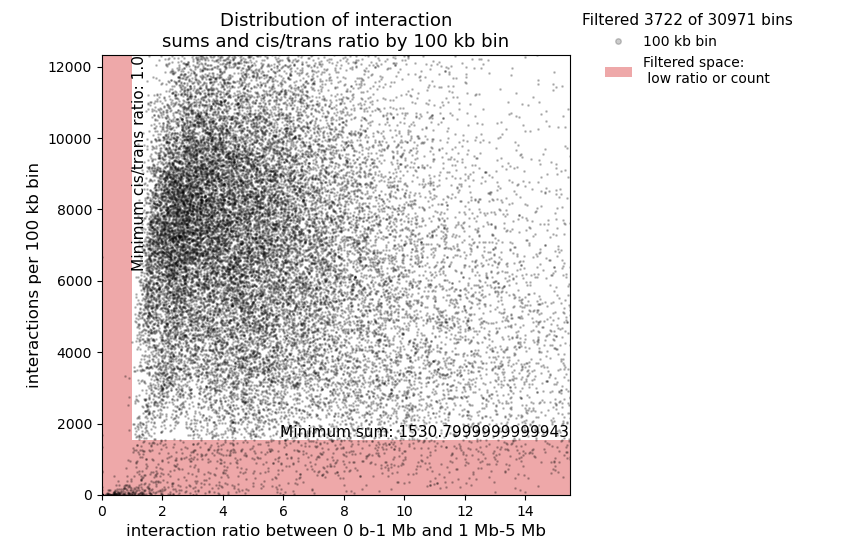 Distribution of interaction
sums and cis/trans ratio by 100 kb bin
Filtered 3722 of 30971 bins
100 kb bin
Filtered space:
low ratio or count
interactions per 100 kb bin
12000
10000
8000
6000
4000
2000
0
Minimum cis/trans ratio: 1.0
Minimum sum: 1530.7999999999943
0
2
4
6
8
10
12
14
interaction ratio between 0 b-1 Mb and 1 Mb-5 Mb